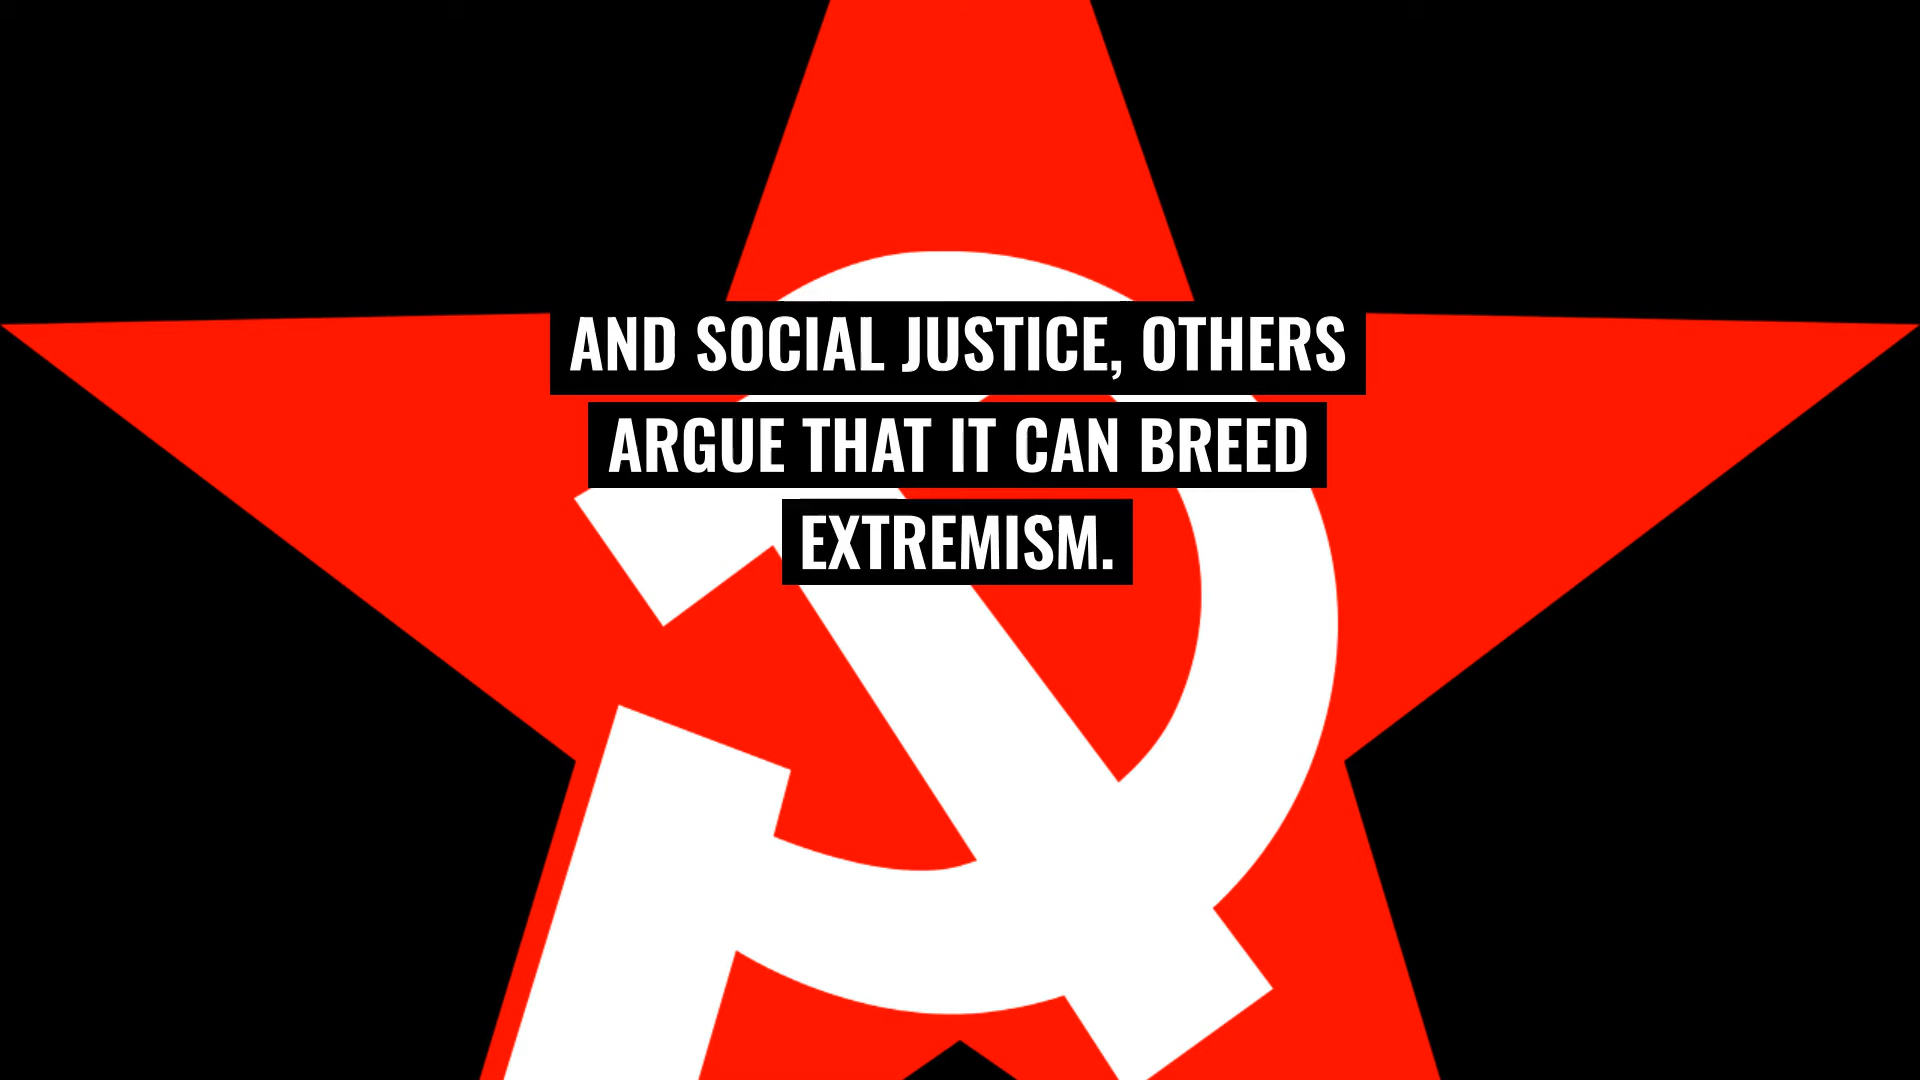 AND SOCIAL JUSTICE, OTHERS
ARGUE THAT IT CAN BREED
EXTREMISM.